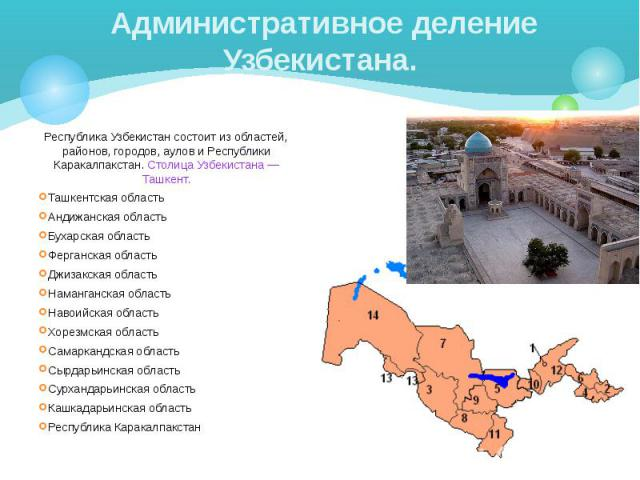 Административное деление
Узбекистана.
Республика Узбекистан состоит из областей,
районов, городов, аулов и Республики
Каракалпакстан. Столица Узбекистана —
Ташкент.
Ташкентская область
Андижанская область
Бухарская область
Ферганская область
Джизакская область
Наманганская область
Навоийская область
Хорезмская область
Самаркандская область
Сырдарьинская область
Сурхандарьинская область
Кашкадарьинская область
Республика Каракалпакстан
14
7
1
13
13
3
5
10
12
6
4
2
9
8
11